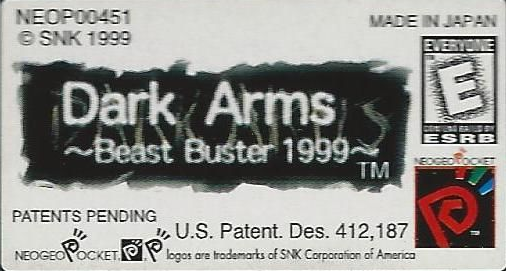 NEOP00451
© SNK 1999
MADE IN JAPAN
EVERYONE
E
CONTENT RATED BY
ESRB
Dark Arms
~Beast Buster 1999~
TM
NEOGEO POCKET
PATENTS PENDING
U.S. Patent. Des. 412,187
NEOGEO POCKET. logos are trademarks of SNK Corporation of America
TM